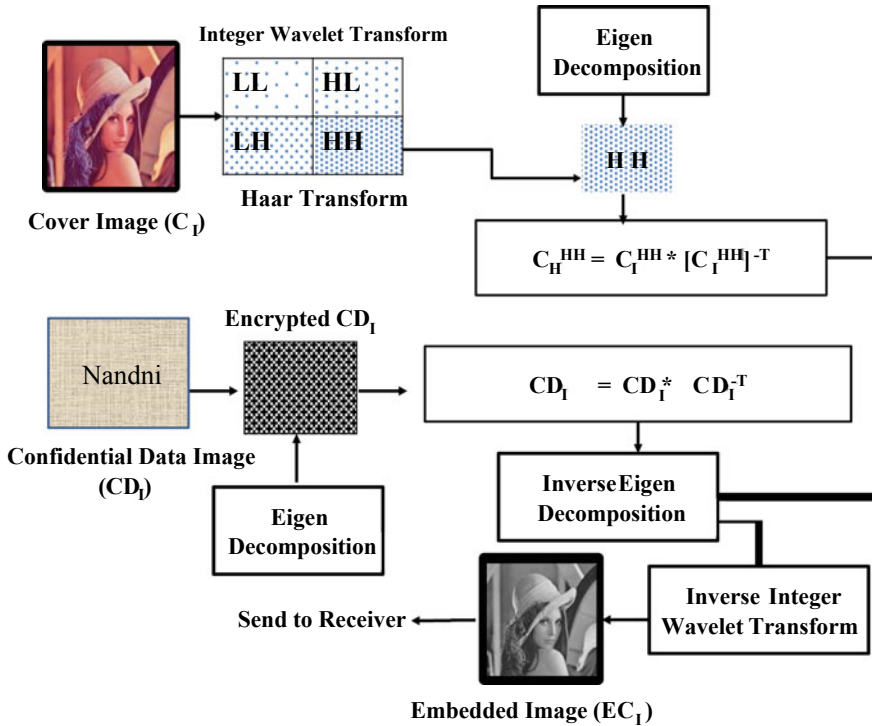 Integer Wavelet Transform
LL HL
LH HH
Haar Transform
Cover Image (C_I)
Eigen
Decomposition
H H
C_H^HH = C_I^HH * [C_I^HH]^-T
Encrypted CD_I
Nandni
Confidential Data Image
(CD_I)
Eigen
Decomposition
CD_I = CD_I* CD_I^-T
Inverse Eigen
Decomposition
Inverse Integer
Wavelet Transform
Send to Receiver
Embedded Image (EC_I)